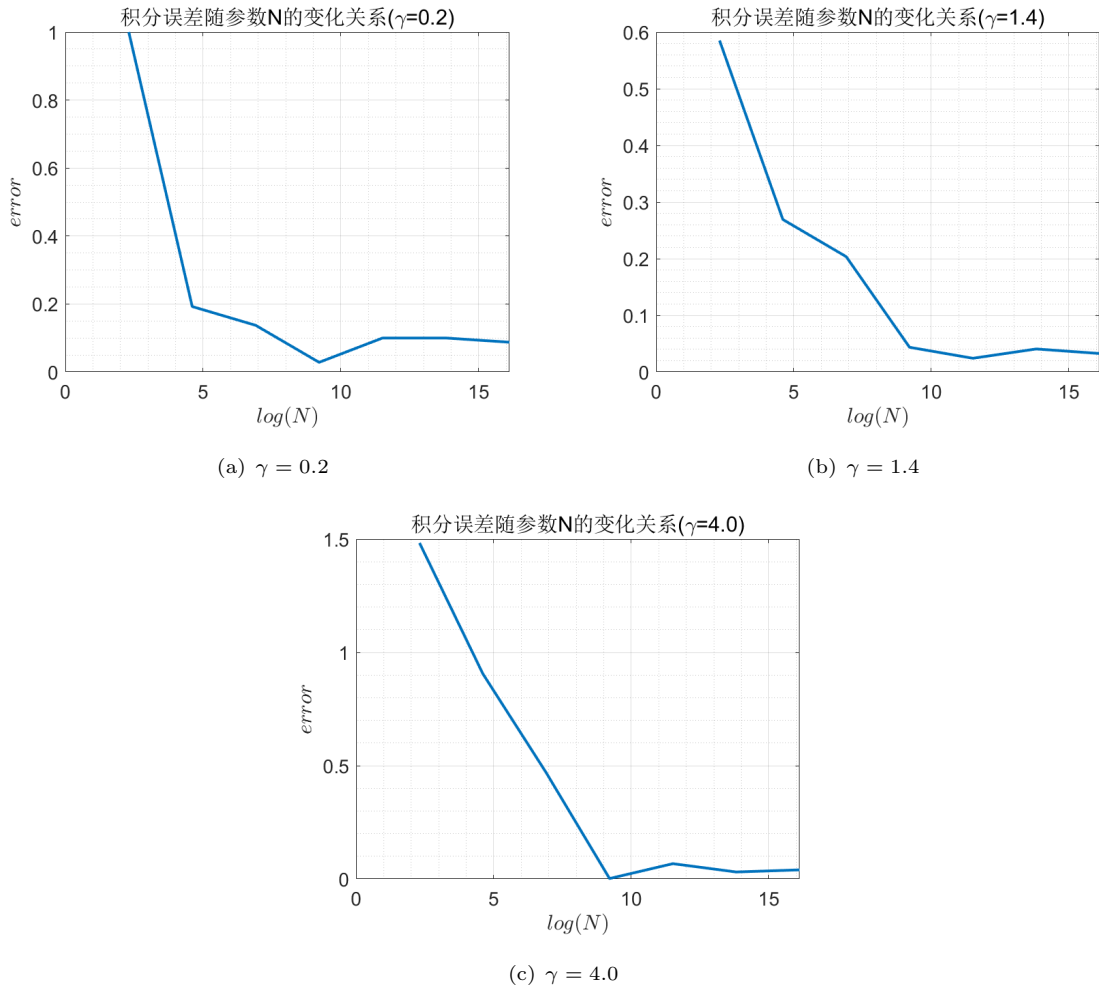 积分误差随参数N的变化关系(γ=0.2)
1
0.8
0.6
0.4
0.2
0
error
0 5 10 15
log(N)
(a) γ = 0.2
积分误差随参数N的变化关系(γ=1.4)
0.6
0.5
0.4
0.3
0.2
0.1
0
error
0 5 10 15
log(N)
(b) γ = 1.4
积分误差随参数N的变化关系(γ=4.0)
1.5
1
0.5
0
error
0 5 10 15
log(N)
(c) γ = 4.0